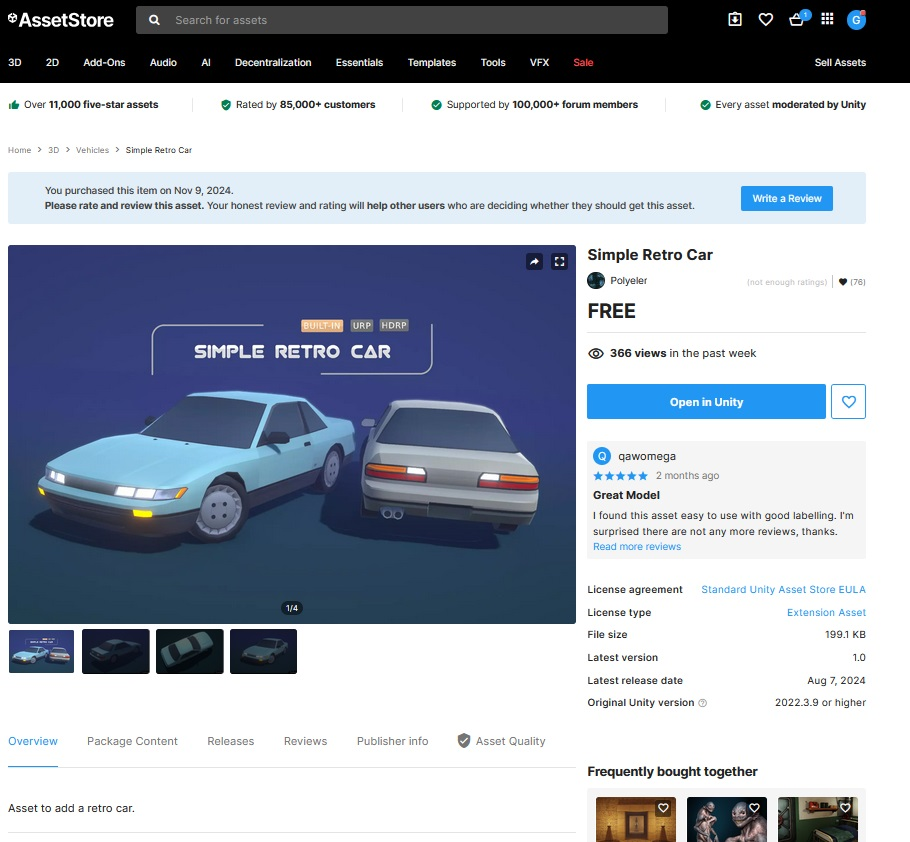 AssetStore
Search for assets
1
G
3D 2D Add-Ons Audio AI Decentralization Essentials Templates Tools VFX Sale Sell Assets
Over 11,000 five-star assets
Rated by 85,000+ customers
Supported by 100,000+ forum members
Every asset moderated by Unity
Home > 3D > Vehicles > Simple Retro Car
You purchased this item on Nov 9, 2024.
Please rate and review this asset. Your honest review and rating will help other users who are deciding whether they should get this asset.
Write a Review
BUILT-IN URP HDRP
SIMPLE RETRO CAR
1/4
Simple Retro Car
Polyeler
(not enough ratings)
(76)
FREE
366 views in the past week
Open in Unity
Q qawomega
2 months ago
Great Model
I found this asset easy to use with good labelling. I'm
surprised there are not any more reviews, thanks.
Read more reviews
License agreement Standard Unity Asset Store EULA
License type Extension Asset
File size 199.1 KB
Latest version 1.0
Latest release date Aug 7, 2024
Original Unity version 2022.3.9 or higher
Overview Package Content Releases Reviews Publisher info Asset Quality
Asset to add a retro car.
Frequently bought together